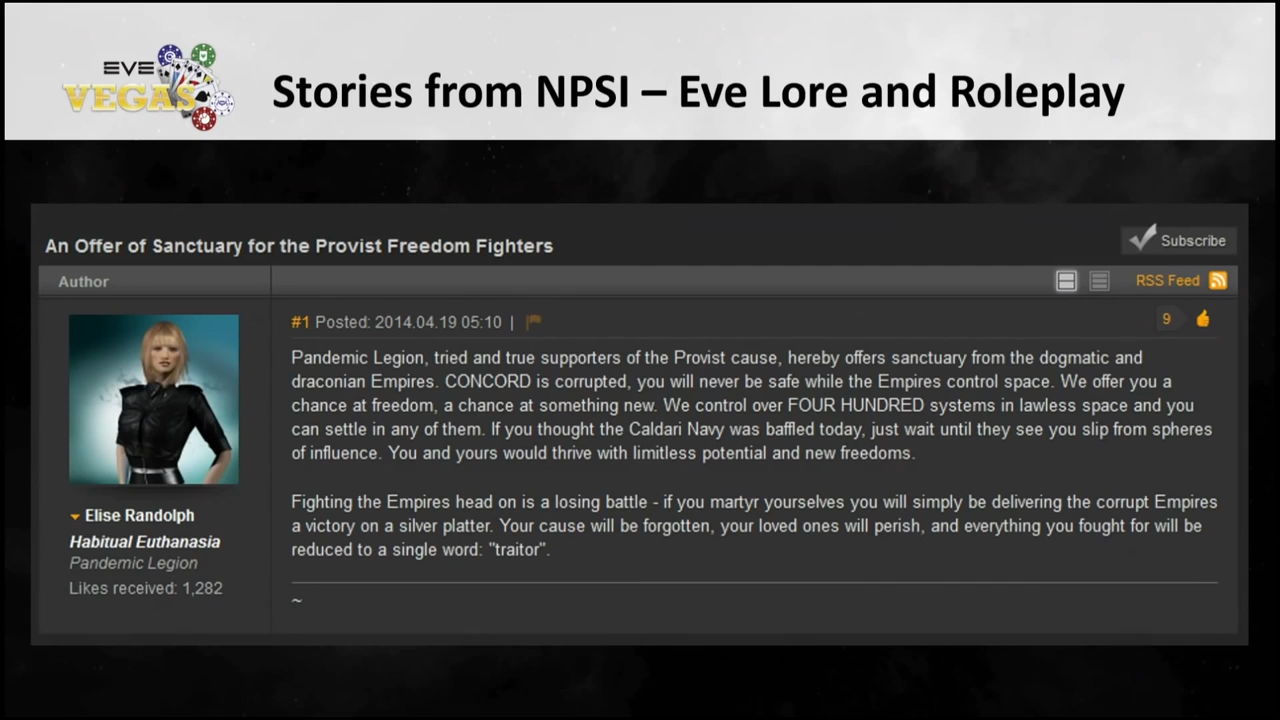 EVE
VEGAS
Stories from NPSI – Eve Lore and Roleplay
An Offer of Sanctuary for the Provist Freedom Fighters
Subscribe
Author
RSS Feed
#1 Posted: 2014.04.19 05:10 |
9
Pandemic Legion, tried and true supporters of the Provist cause, hereby offers sanctuary from the dogmatic and
draconian Empires. CONCORD is corrupted, you will never be safe while the Empires control space. We offer you a
chance at freedom, a chance at something new. We control over FOUR HUNDRED systems in lawless space and you
can settle in any of them. If you thought the Caldari Navy was baffled today, just wait until they see you slip from spheres
of influence. You and yours would thrive with limitless potential and new freedoms.
Fighting the Empires head on is a losing battle - if you martyr yourselves you will simply be delivering the corrupt Empires
a victory on a silver platter. Your cause will be forgotten, your loved ones will perish, and everything you fought for will be
reduced to a single word: "traitor".
~
Elise Randolph
Habitual Euthanasia
Pandemic Legion
Likes received: 1,282